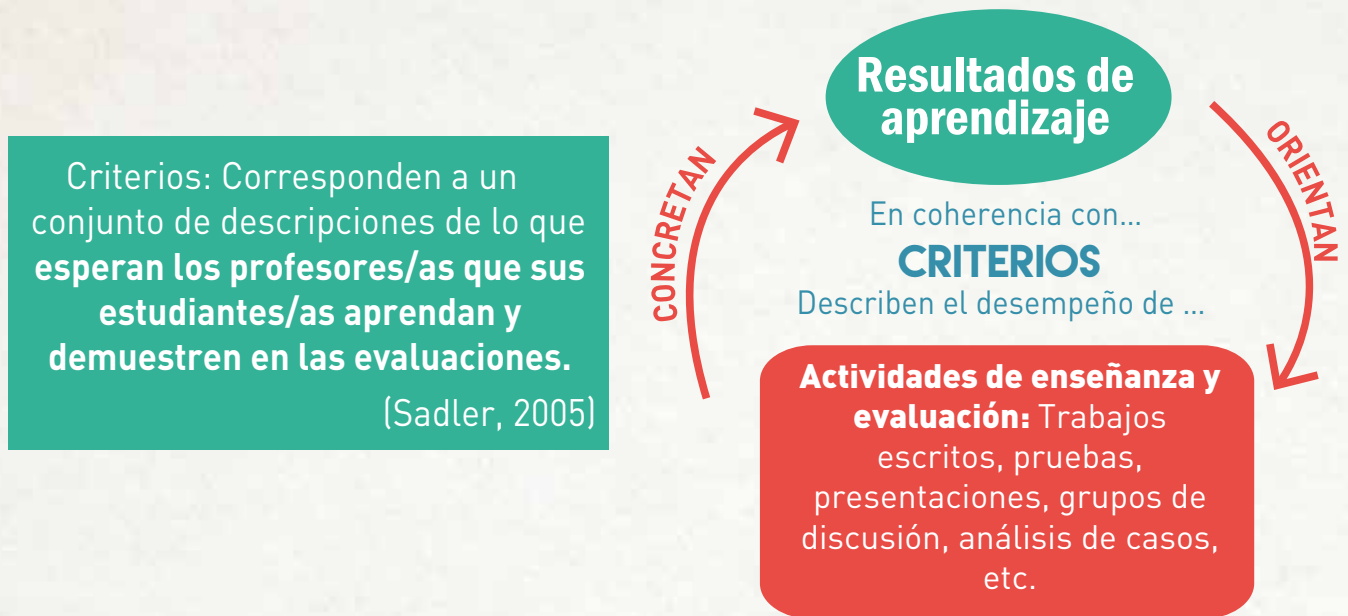 Criterios: Corresponden a un
conjunto de descripciones de lo que
esperan los profesores/as que sus
estudiantes/as aprendan y
demuestren en las evaluaciones.
(Sadler, 2005)
CONCRETAN
Resultados de
aprendizaje
ORIENTAN
En coherencia con...
CRITERIOS
Describen el desempeño de ...
Actividades de enseñanza y
evaluación: Trabajos
escritos, pruebas,
presentaciones, grupos de
discusión, análisis de casos,
etc.